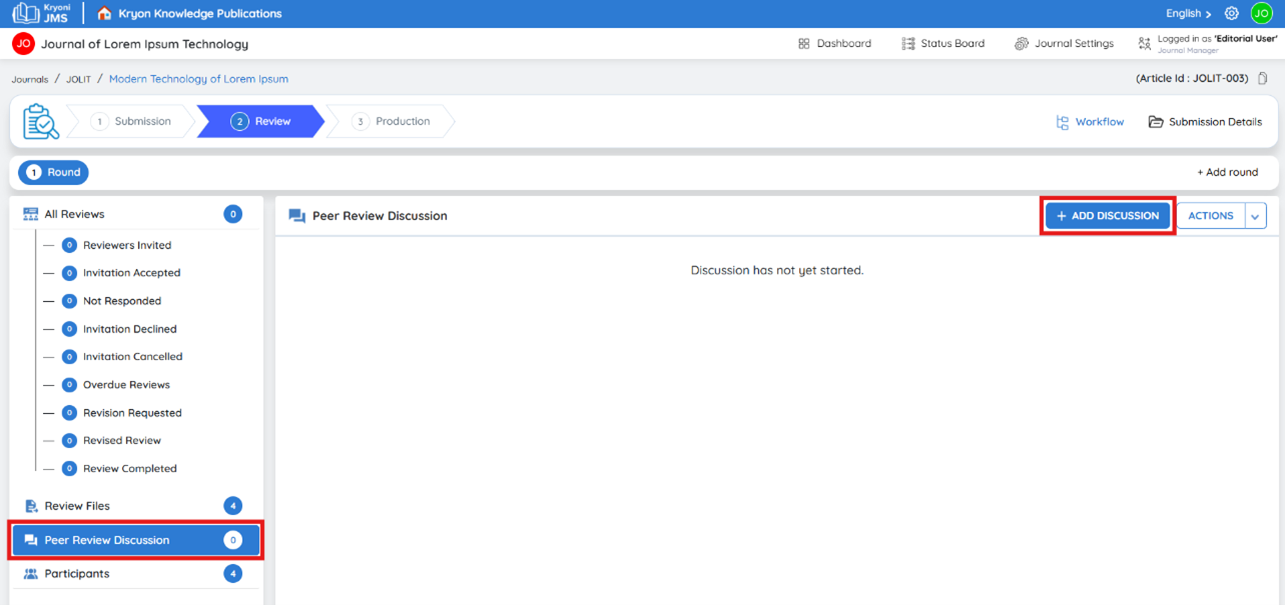 Kryoni
JMS
Kryon Knowledge Publications
English
JO
JO
Journal of Lorem Ipsum Technology
Dashboard
Status Board
Journal Settings
Logged in as 'Editorial User'
Journal Manager
Journals / JOLIT / Modern Technology of Lorem Ipsum
(Article Id : JOLIT-003)
1 Submission
2 Review
3 Production
Workflow
Submission Details
1 Round
+ Add round
All Reviews 0
0 Reviewers Invited
0 Invitation Accepted
0 Not Responded
0 Invitation Declined
0 Invitation Cancelled
0 Overdue Reviews
0 Revision Requested
0 Revised Review
0 Review Completed
Review Files 4
Peer Review Discussion 0
Participants 4
Peer Review Discussion
+ ADD DISCUSSION
ACTIONS
Discussion has not yet started.